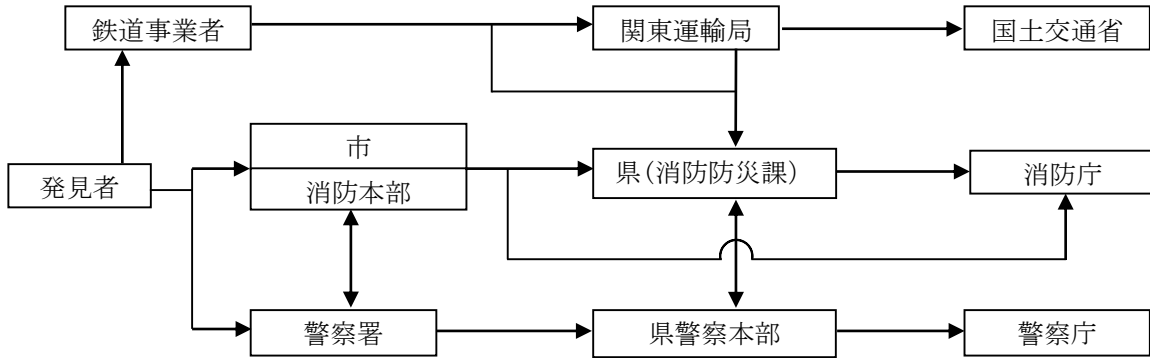 鉄道事業者
関東運輸局
国土交通省
市
発見者
消防本部
県(消防防災課)
消防庁
警察署
県警察本部
警察庁